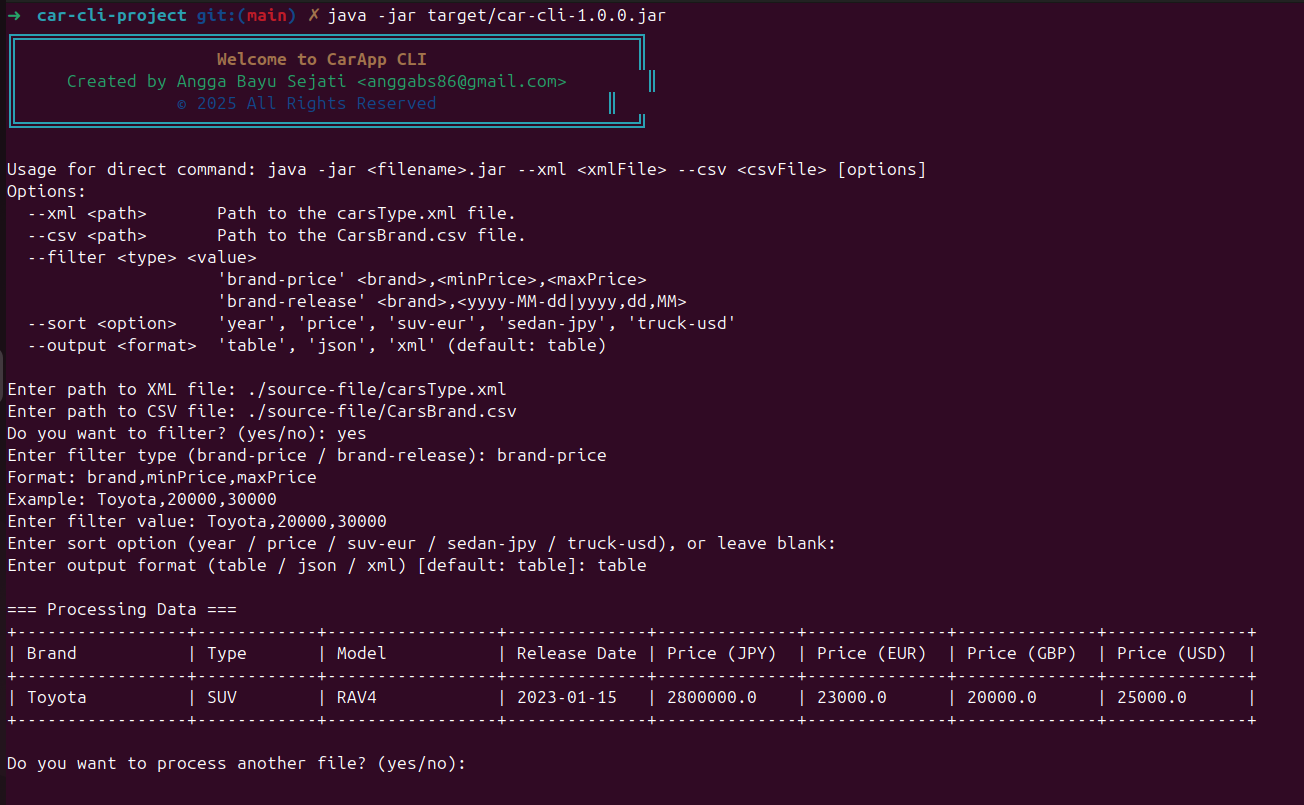 →  car-cli-project git:(main) ✗ java -jar target/car-cli-1.0.0.jar
Welcome to CarApp CLI
Created by Angga Bayu Sejati <anggabs86@gmail.com>
© 2025 All Rights Reserved
Usage for direct command: java -jar <filename>.jar --xml <xmlFile> --csv <csvFile> [options]
Options:
  --xml <path>       Path to the carsType.xml file.
  --csv <path>       Path to the CarsBrand.csv file.
  --filter <type> <value>
                     'brand-price' <brand>,<minPrice>,<maxPrice>
                     'brand-release' <brand>,<yyyy-MM-dd|yyyy,dd,MM>
  --sort <option>    'year', 'price', 'suv-eur', 'sedan-jpy', 'truck-usd'
  --output <format>  'table', 'json', 'xml' (default: table)
Enter path to XML file: ./source-file/carsType.xml
Enter path to CSV file: ./source-file/CarsBrand.csv
Do you want to filter? (yes/no): yes
Enter filter type (brand-price / brand-release): brand-price
Format: brand,minPrice,maxPrice
Example: Toyota,20000,30000
Enter filter value: Toyota,20000,30000
Enter sort option (year / price / suv-eur / sedan-jpy / truck-usd), or leave blank:
Enter output format (table / json / xml) [default: table]: table
=== Processing Data ===
+-----------------+------------+-----------------+--------------+--------------+--------------+--------------+--------------+
| Brand           | Type       | Model           | Release Date | Price (JPY)  | Price (EUR)  | Price (GBP)  | Price (USD)  |
+-----------------+------------+-----------------+--------------+--------------+--------------+--------------+--------------+
| Toyota          | SUV        | RAV4            | 2023-01-15   | 2800000.0    | 23000.0      | 20000.0      | 25000.0      |
+-----------------+------------+-----------------+--------------+--------------+--------------+--------------+--------------+
Do you want to process another file? (yes/no):